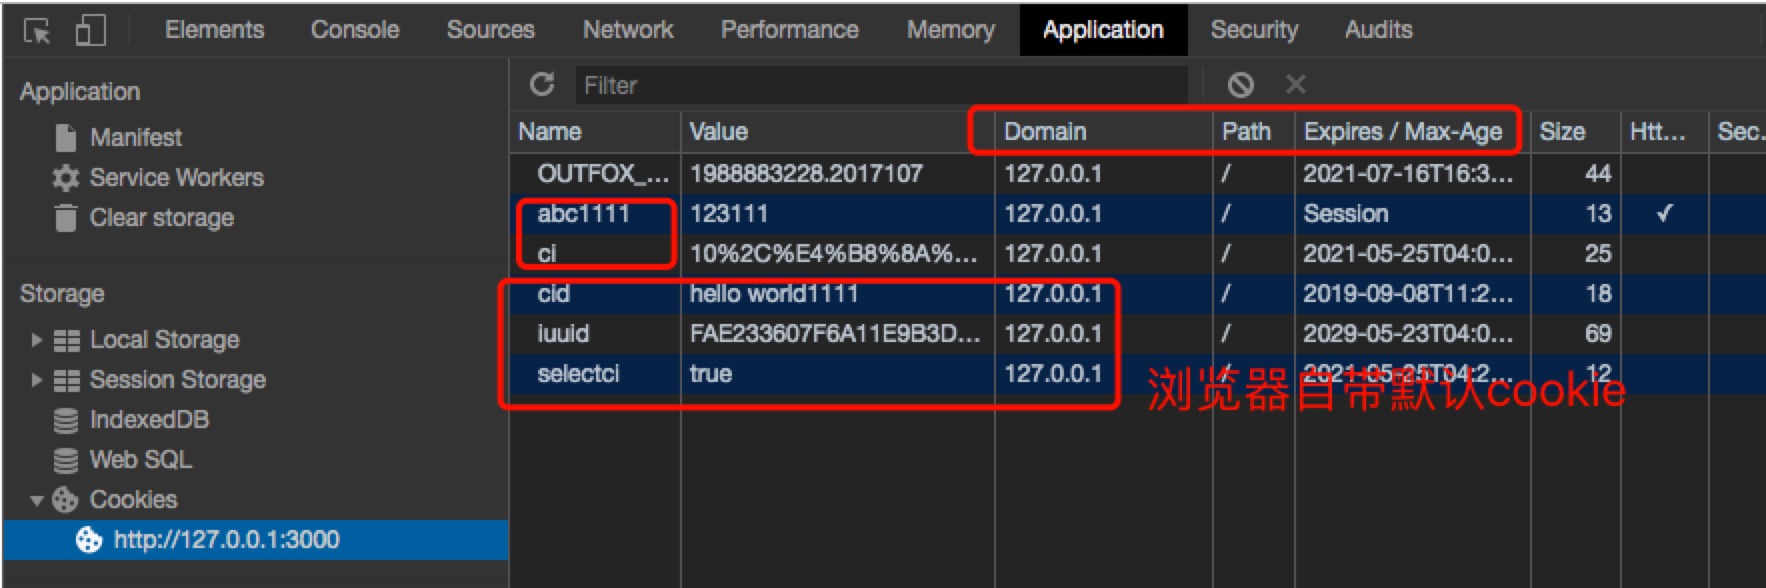 Elements Console Sources Network Performance Memory Application Security Audits
Application
Manifest
Service Workers
Clear storage
Storage
Local Storage
Session Storage
IndexedDB
Web SQL
Cookies
http://127.0.0.1:3000
Filter
Name Value Domain Path Expires / Max-Age Size Htt... Sec.
OUTFOX_... 1988883228.2017107 127.0.0.1 / 2021-07-16T16:3... 44
abc1111 123111 127.0.0.1 / Session 13 ✓
ci 10%2C%E4%B8%8A%... 127.0.0.1 / 2021-05-25T04:0... 25
cid hello world1111 127.0.0.1 / 2019-09-08T11:2... 18
iuuid FAE233607F6A11E9B3D... 127.0.0.1 / 2029-05-23T04:0... 69
selectci true 127.0.0.1 / 2021-05-25T04:2... 12
浏览器自带默认cookie